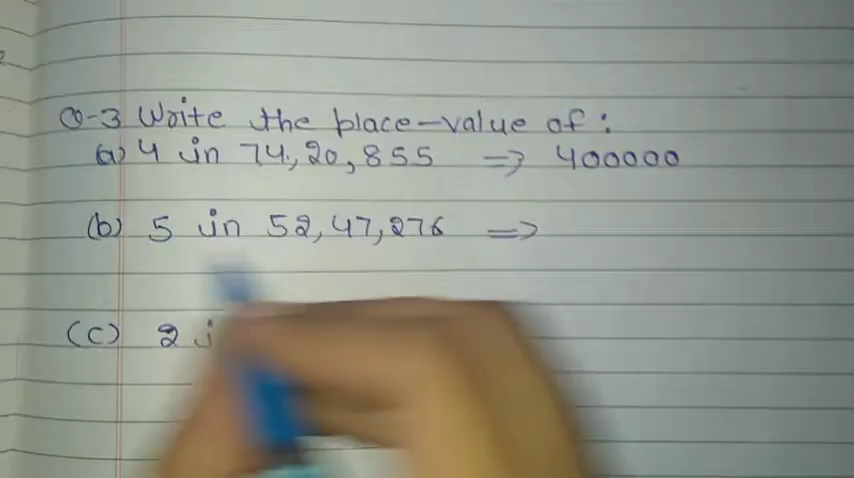 Q-3 Write the place-value of:
(a) 4 in 74,20,855 => 400000
(b) 5 in 52,47,276 =>
(c) 2 i